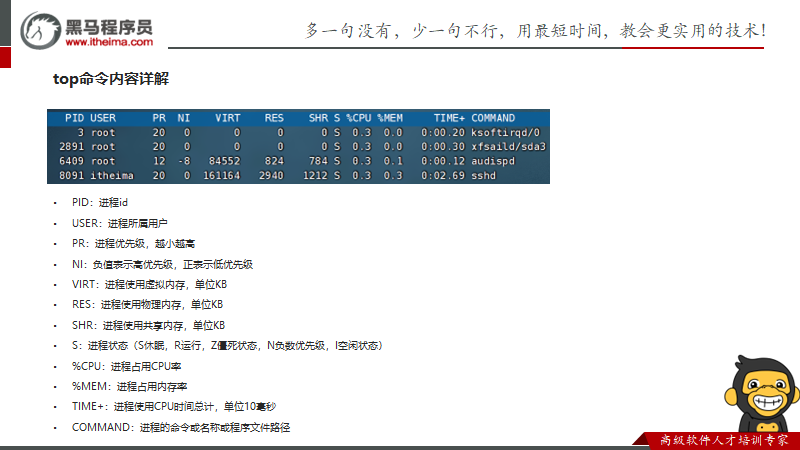 黑马程序员
www.itheima.com
多一句没有，少一句不行，用最短时间，教会更实用的技术！
top命令内容详解
PID USER PR NI VIRT RES SHR S %CPU %MEM TIME+ COMMAND
3 root 20 0 0 0 0 S 0.3 0.0 0:00.20 ksoftirqd/0
2891 root 20 0 0 0 0 S 0.3 0.0 0:00.30 xfsaild/sda3
6409 root 12 -8 84552 824 784 S 0.3 0.1 0:00.12 audispd
8091 itheima 20 0 161164 2940 1212 S 0.3 0.3 0:02.69 sshd
• PID：进程id
• USER：进程所属用户
• PR：进程优先级，越小越高
• NI：负值表示高优先级，正表示低优先级
• VIRT：进程使用虚拟内存，单位KB
• RES：进程使用物理内存，单位KB
• SHR：进程使用共享内存，单位KB
• S：进程状态（S休眠，R运行，Z僵死状态，N负数优先级，I空闲状态）
• %CPU：进程占用CPU率
• %MEM：进程占用内存率
• TIME+：进程使用CPU时间总计，单位10毫秒
• COMMAND：进程的命令或名称或程序文件路径
高级软件人才培训专家